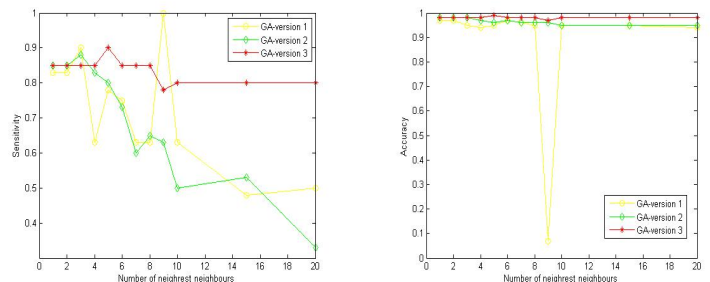 1
0.9
0.8
0.7
0.6
0.5
0.4
Sensitivity
0 2 4 6 8 10 12 14 16 18 20
Number of neighrest neighbours
GA-version 1
GA-version 2
GA-version 3
1
0.9
0.8
0.7
0.6
0.5
0.4
0.3
0.2
0.1
0
Accuracy
0 2 4 6 8 10 12 14 16 18 20
Number of neighrest neighbours
GA-version 1
GA-version 2
GA-version 3